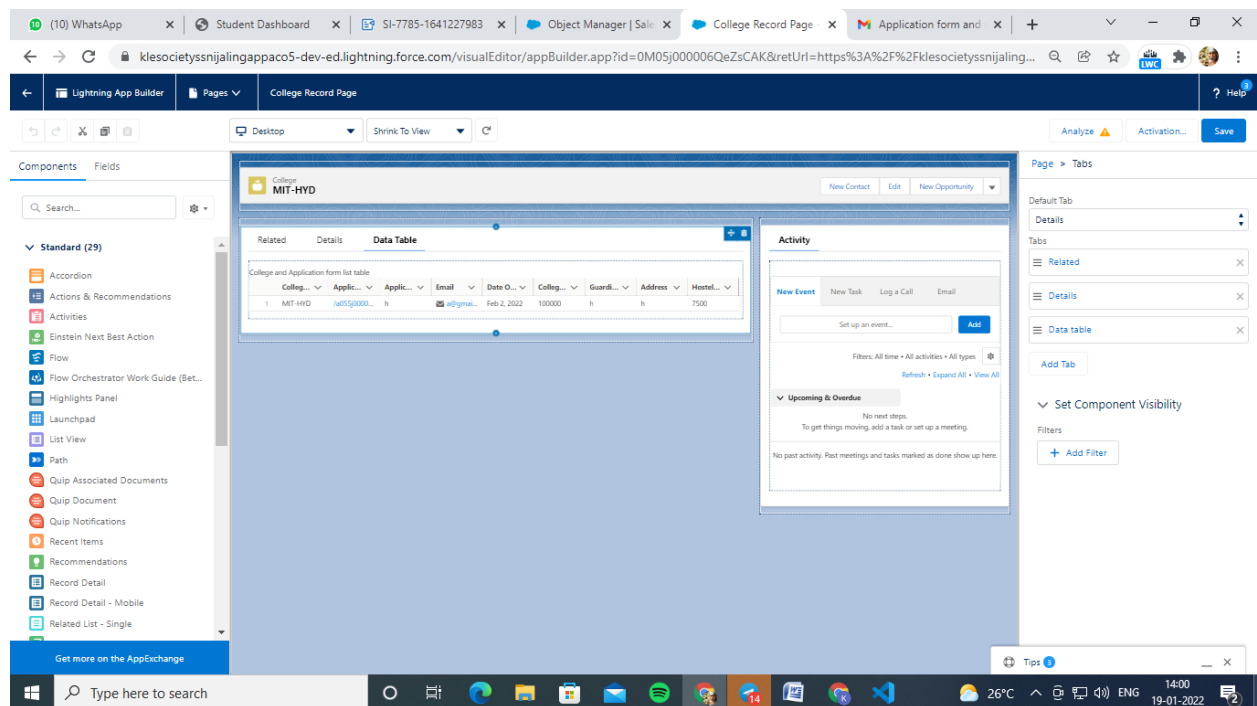 (10) WhatsApp
Student Dashboard
SI-7785-1641227983
Object Manager | Sale
College Record Page
Application form and
klesocietyssnijalingappaco5-dev-ed.lightning.force.com/visualEditor/appBuilder.app?id=0M05j000006QeZsCAK&retUrl=https%3A%2F%2Fklesocietyssnijaling...
Lightning App Builder
Pages
College Record Page
? Help
3
Desktop
Shrink To View
Analyze
Activation...
Save
Components
Fields
Search...
Standard (29)
Accordion
Actions & Recommendations
Activities
Einstein Next Best Action
Flow
Flow Orchestrator Work Guide (Bet...
Highlights Panel
Launchpad
List View
Path
Quip Associated Documents
Quip Document
Quip Notifications
Recent Items
Recommendations
Record Detail
Record Detail - Mobile
Related List - Single
Get more on the AppExchange
College
MIT-HYD
New Contact
Edit
New Opportunity
Related
Details
Data Table
College and Application form list table
Colleg... Applic... Applic... Email Date O... Colleg... Guardi... Address Hostel...
1 MIT-HYD /a055j0000... h a@gmai... Feb 2, 2022 100000 h h 7500
Activity
New Event
New Task
Log a Call
Email
Set up an event...
Add
Filters: All time • All activities • All types
Refresh • Expand All • View All
Upcoming & Overdue
No next steps.
To get things moving, add a task or set up a meeting.
No past activity. Past meetings and tasks marked as done show up here.
Page > Tabs
Default Tab
Details
Tabs
Related
Details
Data table
Add Tab
Set Component Visibility
Filters
+ Add Filter
Tips 3
Type here to search
14
26°C
ENG
14:00
19-01-2022
2